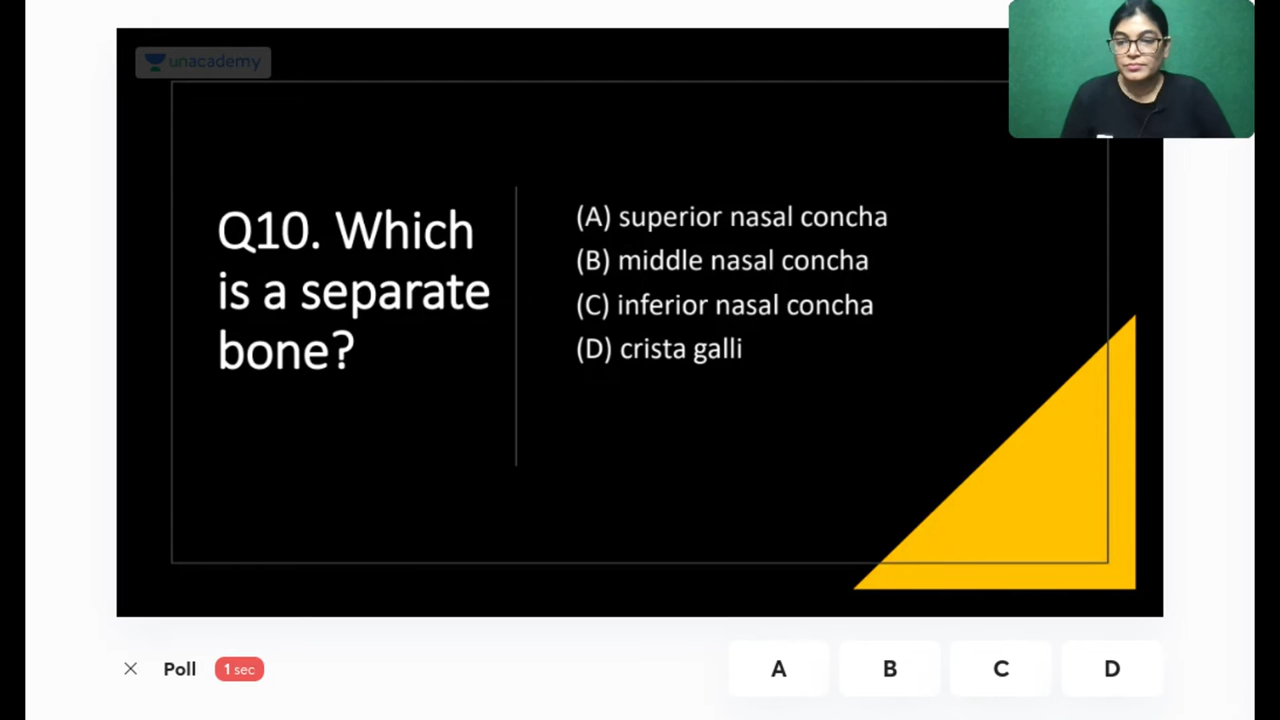 unacademy
Q10. Which
is a separate
bone?
(A) superior nasal concha
(B) middle nasal concha
(C) inferior nasal concha
(D) crista galli
Poll
1 sec
A
B
C
D